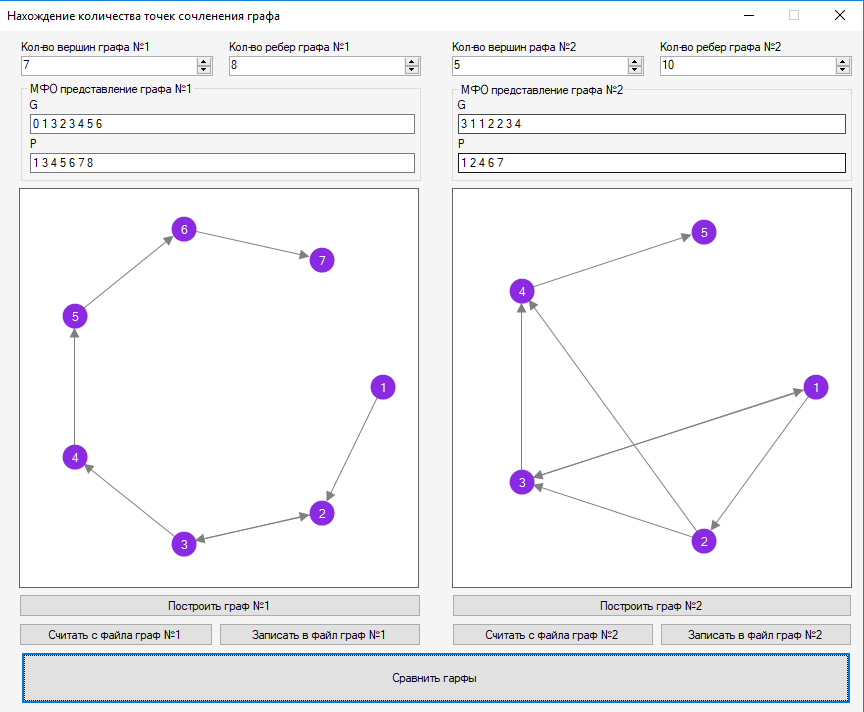 Нахождение количества точек сочленения графа
Кол-во вершин графа №1
Кол-во ребер графа №1
7
8
МФО представление графа №1
G
0 1 3 2 3 4 5 6
P
1 3 4 5 6 7 8
6
7
5
1
4
2
3
Построить граф №1
Считать с файла граф №1
Записать в файл граф №1
Кол-во вершин рафа №2
Кол-во ребер графа №2
5
10
МФО представление графа №2
G
3 1 1 2 2 3 4
P
1 2 4 6 7
5
4
1
3
2
Построить граф №2
Считать с файла граф №2
Записать в файл граф №2
Сравнить гарфы